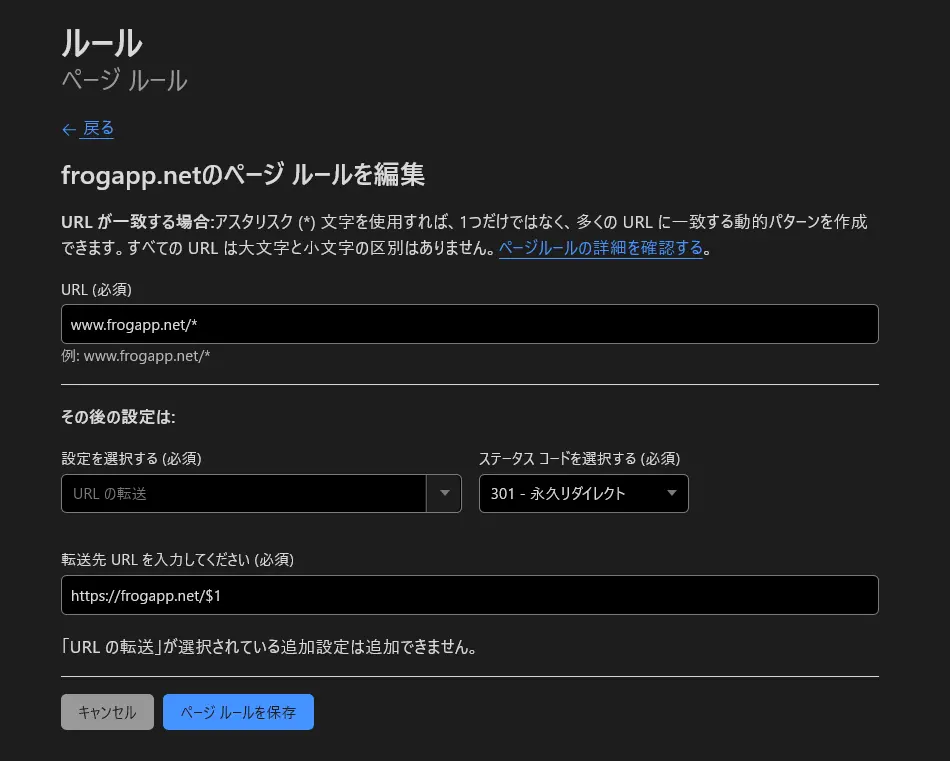 ルール
ページ ルール
← 戻る
frogapp.netのページ ルールを編集
URL が一致する場合:アスタリスク (*) 文字を使用すれば、1つだけではなく、多くの URL に一致する動的パターンを作成
できます。すべての URL は大文字と小文字の区別はありません。ページルールの詳細を確認する。
URL (必須)
www.frogapp.net/*
例: www.frogapp.net/*
その後の設定は:
設定を選択する (必須)
ステータス コードを選択する (必須)
URL の転送
301 - 永久リダイレクト
転送先 URL を入力してください (必須)
https://frogapp.net/$1
「URL の転送」が選択されている追加設定は追加できません。
キャンセル
ページ ルールを保存